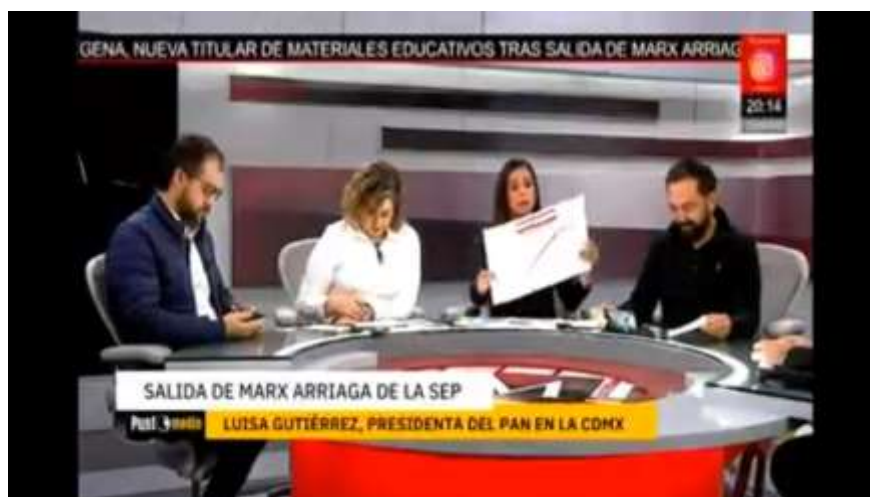 GENA, NUEVA TITULAR DE MATERIALES EDUCATIVOS TRAS SALIDA DE MARX ARRIAG
20:14
SALIDA DE MARX ARRIAGA DE LA SEP
LUISA GUTIÉRREZ, PRESIDENTA DEL PAN EN LA CDMX